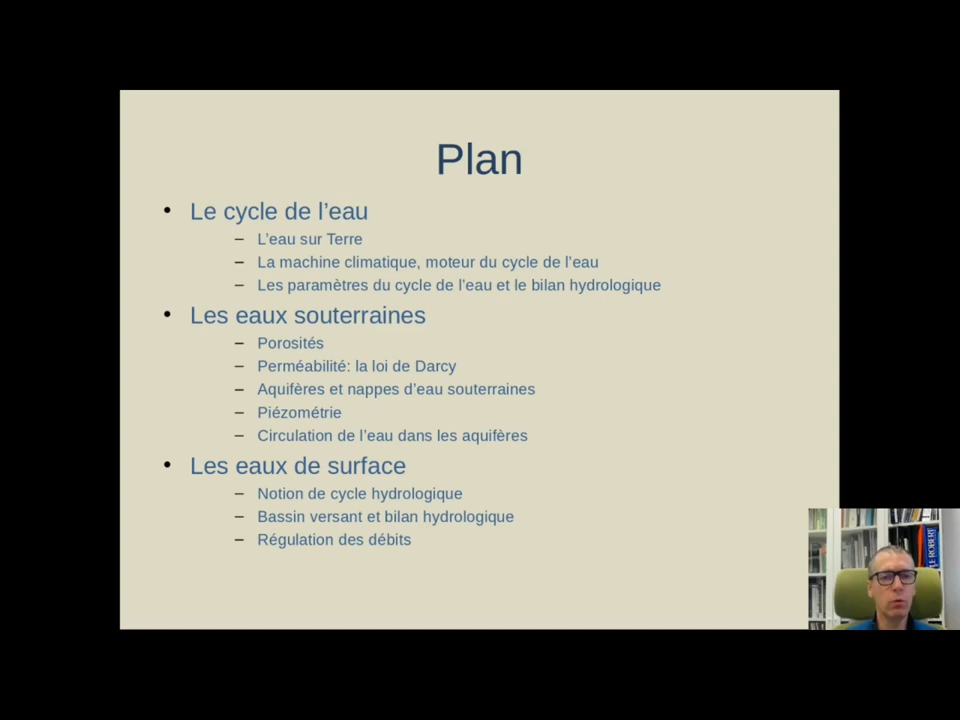 Plan
• Le cycle de l'eau
– L'eau sur Terre
– La machine climatique, moteur du cycle de l'eau
– Les paramètres du cycle de l'eau et le bilan hydrologique
• Les eaux souterraines
– Porosités
– Perméabilité: la loi de Darcy
– Aquifères et nappes d'eau souterraines
– Piézométrie
– Circulation de l'eau dans les aquifères
• Les eaux de surface
– Notion de cycle hydrologique
– Bassin versant et bilan hydrologique
– Régulation des débits
LE ROBERT